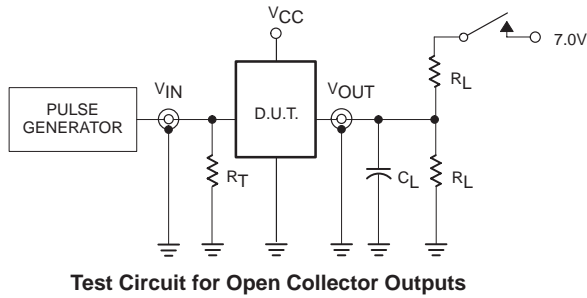 VCC
7.0V
RL
VIN
VOUT
PULSE
GENERATOR
D.U.T.
RT
CL
RL
Test Circuit for Open Collector Outputs